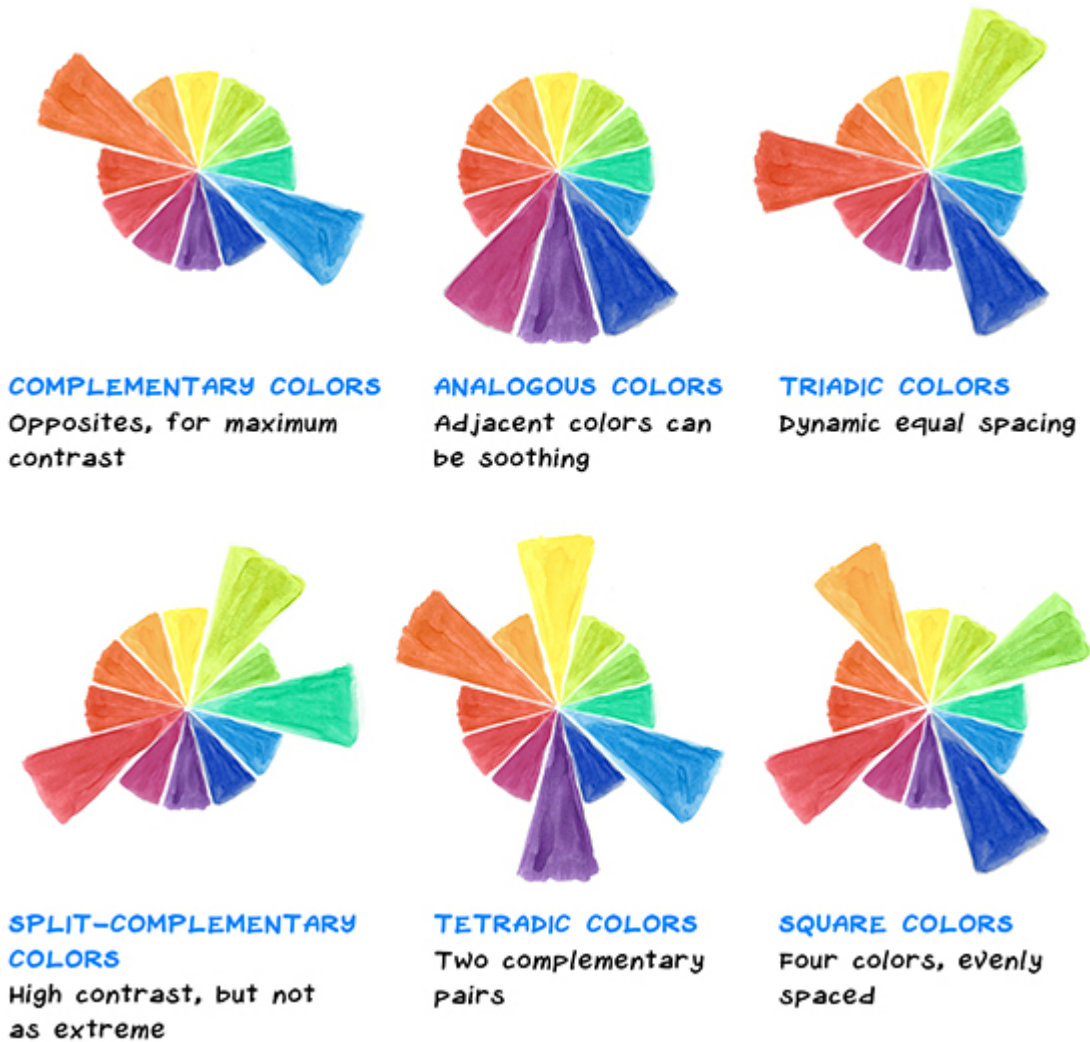 COMPLEMENTARY COLORS
Opposites, for maximum
contrast
ANALOGOUS COLORS
Adjacent colors can
be soothing
TRIADIC COLORS
Dynamic equal spacing
SPLIT-COMPLEMENTARY
COLORS
High contrast, but not
as extreme
TETRADIC COLORS
Two complementary
pairs
SQUARE COLORS
Four colors, evenly
spaced